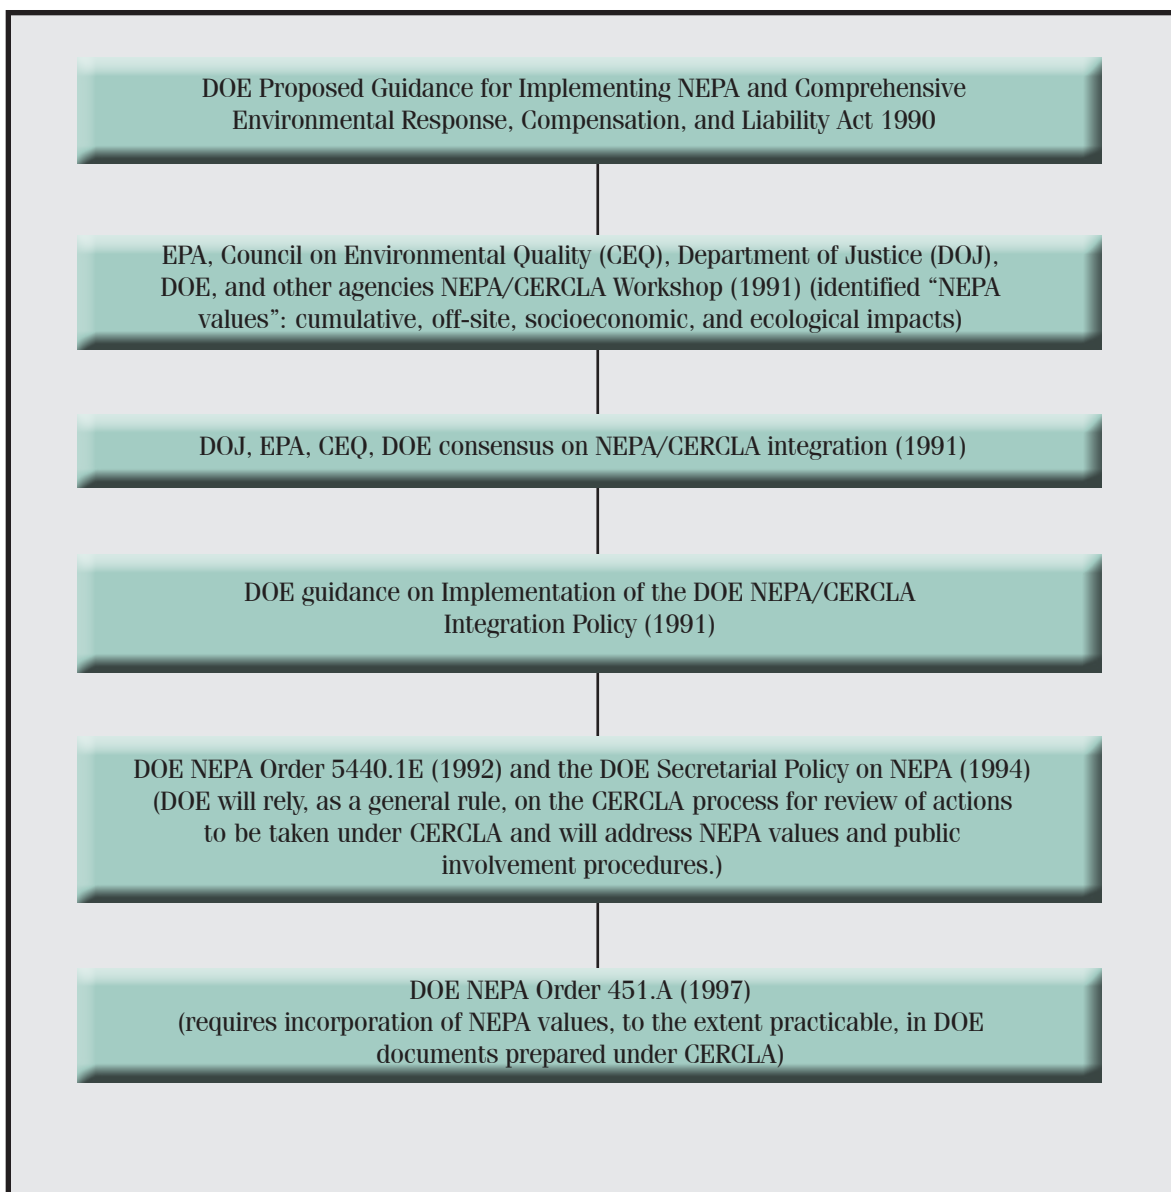 DOE Proposed Guidance for Implementing NEPA and Comprehensive
Environmental Response, Compensation, and Liability Act 1990
EPA, Council on Environmental Quality (CEQ), Department of Justice (DOJ),
DOE, and other agencies NEPA/CERCLA Workshop (1991) (identified “NEPA
values”: cumulative, off-site, socioeconomic, and ecological impacts)
DOJ, EPA, CEQ, DOE consensus on NEPA/CERCLA integration (1991)
DOE guidance on Implementation of the DOE NEPA/CERCLA
Integration Policy (1991)
DOE NEPA Order 5440.1E (1992) and the DOE Secretarial Policy on NEPA (1994)
(DOE will rely, as a general rule, on the CERCLA process for review of actions
to be taken under CERCLA and will address NEPA values and public
involvement procedures.)
DOE NEPA Order 451.A (1997)
(requires incorporation of NEPA values, to the extent practicable, in DOE
documents prepared under CERCLA)